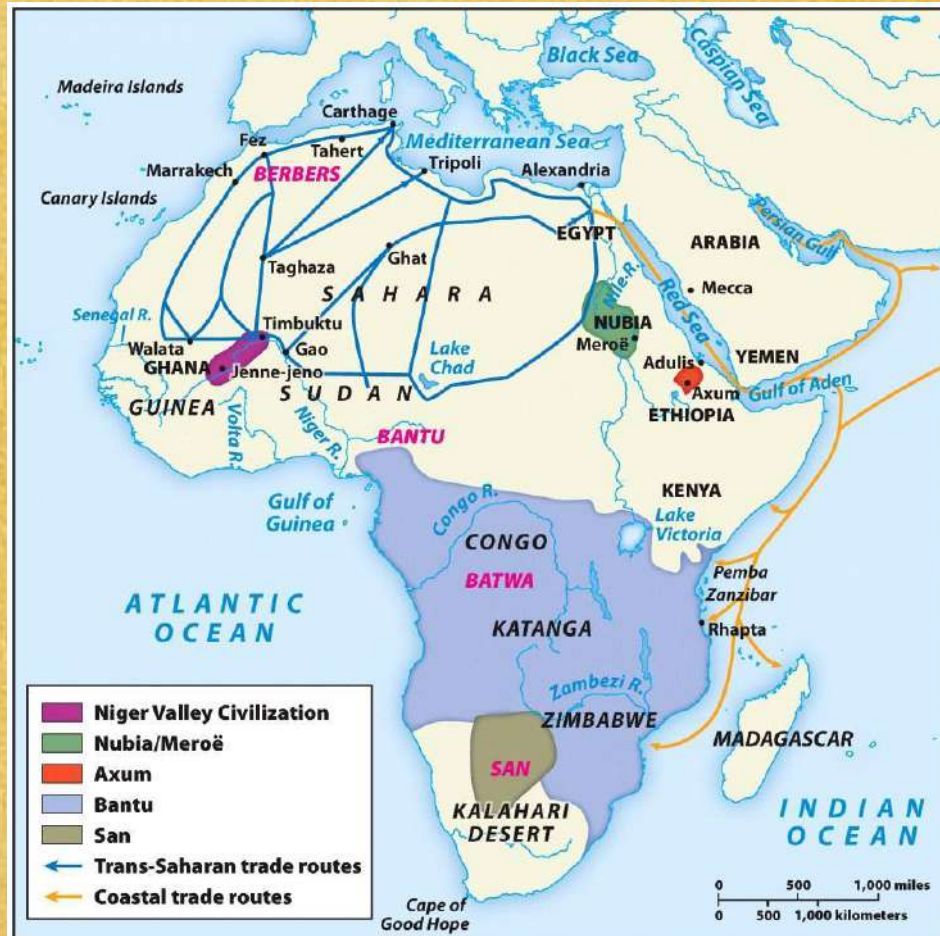 Black Sea
Caspian Sea
Madeira Islands
Carthage
Fez
Tahert
Mediterranean Sea
Marrakech
BERBERS
Tripoli
Alexandria
Canary Islands
Persian Gulf
EGYPT
ARABIA
Ghat
Taghaza
Nile R.
Mecca
SAHARA
Red Sea
Senegal R.
Timbuktu
NUBIA
Walata
Gao
Lake
Chad
Meroë
Adulis
YEMEN
GHANA
Jenne-jeno
Axum
Gulf of Aden
SUDAN
GUINEA
ETHIOPIA
Volta R.
Niger R.
BANTU
KENYA
Gulf of
Guinea
Congo R.
Lake
Victoria
CONGO
BATWA
Pemba
Zanzibar
ATLANTIC
OCEAN
KATANGA
Rhapta
Zambezi R.
ZIMBABWE
MADAGASCAR
SAN
KALAHARI
DESERT
INDIAN
OCEAN
Cape of
Good Hope
Niger Valley Civilization
Nubia/Meroë
Axum
Bantu
San
Trans-Saharan trade routes
Coastal trade routes
0 500 1,000 miles
0 500 1,000 kilometers